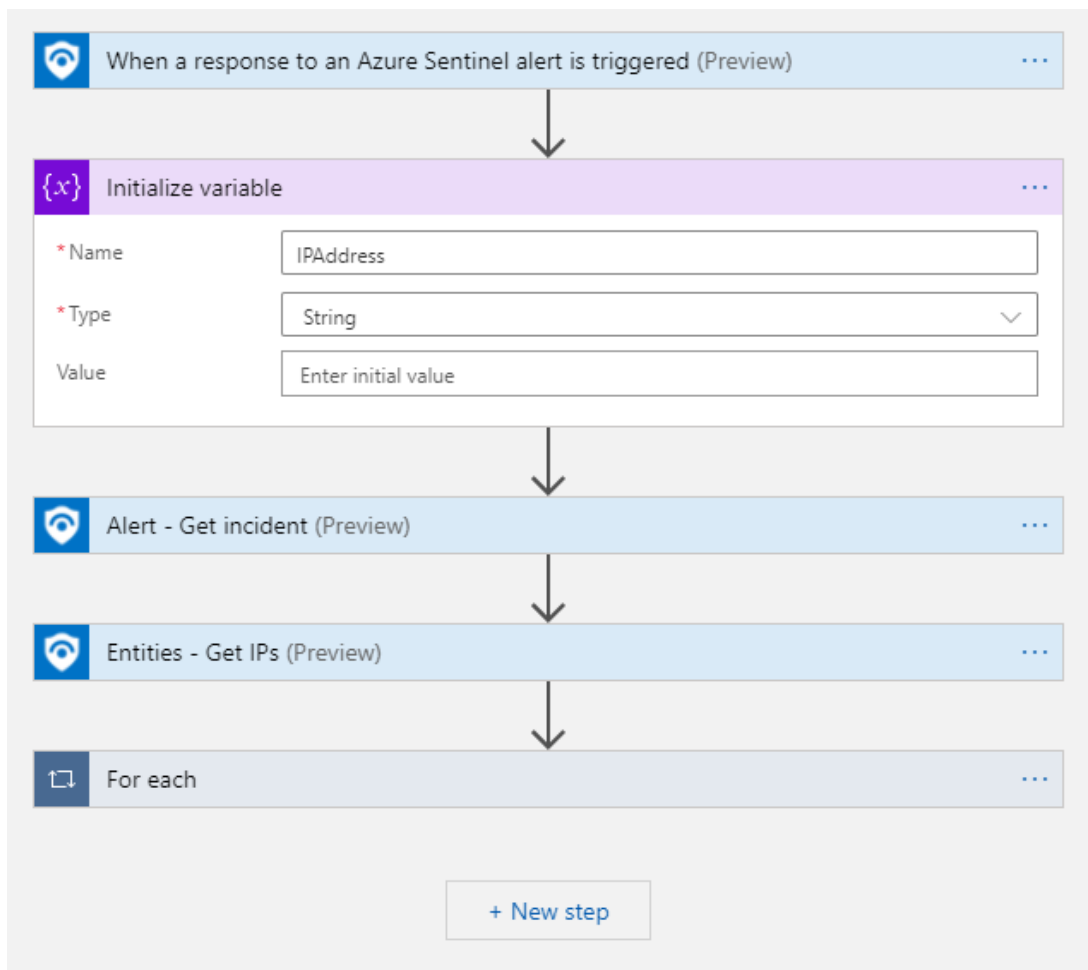 When a response to an Azure Sentinel alert is triggered (Preview)
{x} Initialize variable
* Name IPAddress
* Type String
Value Enter initial value
Alert - Get incident (Preview)
Entities - Get IPs (Preview)
For each
+ New step